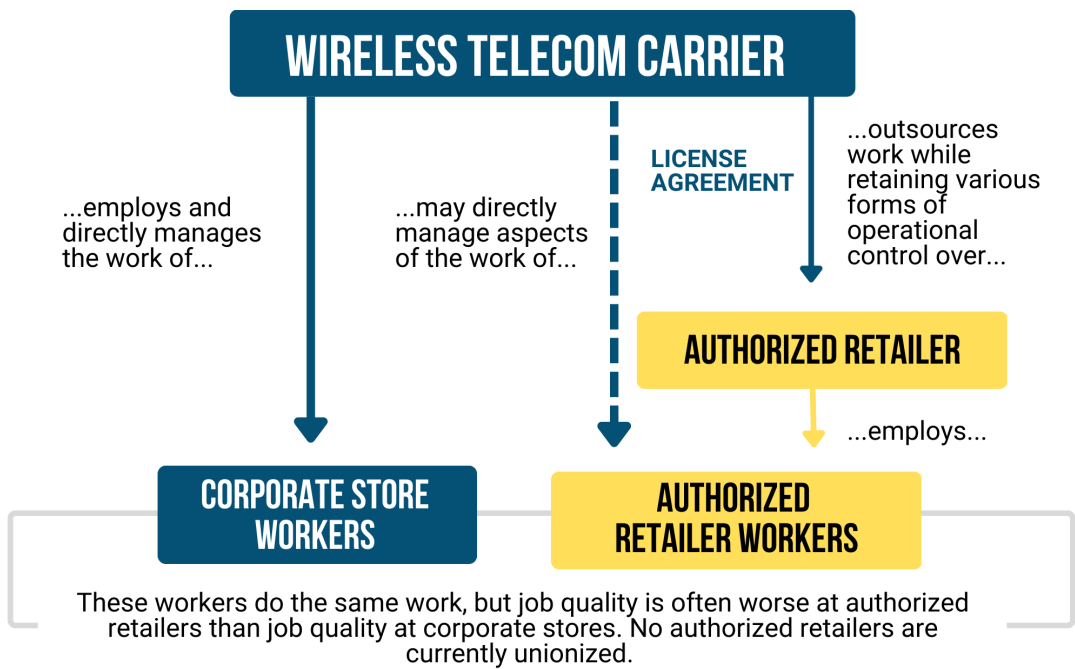 WIRELESS TELECOM CARRIER
...employs and
directly manages
the work of...
...may directly
manage aspects
of the work of...
LICENSE
AGREEMENT
...outsources
work while
retaining various
forms of
operational
control over...
AUTHORIZED RETAILER
...employs...
CORPORATE STORE
WORKERS
AUTHORIZED
RETAILER WORKERS
These workers do the same work, but job quality is often worse at authorized
retailers than job quality at corporate stores. No authorized retailers are
currently unionized.